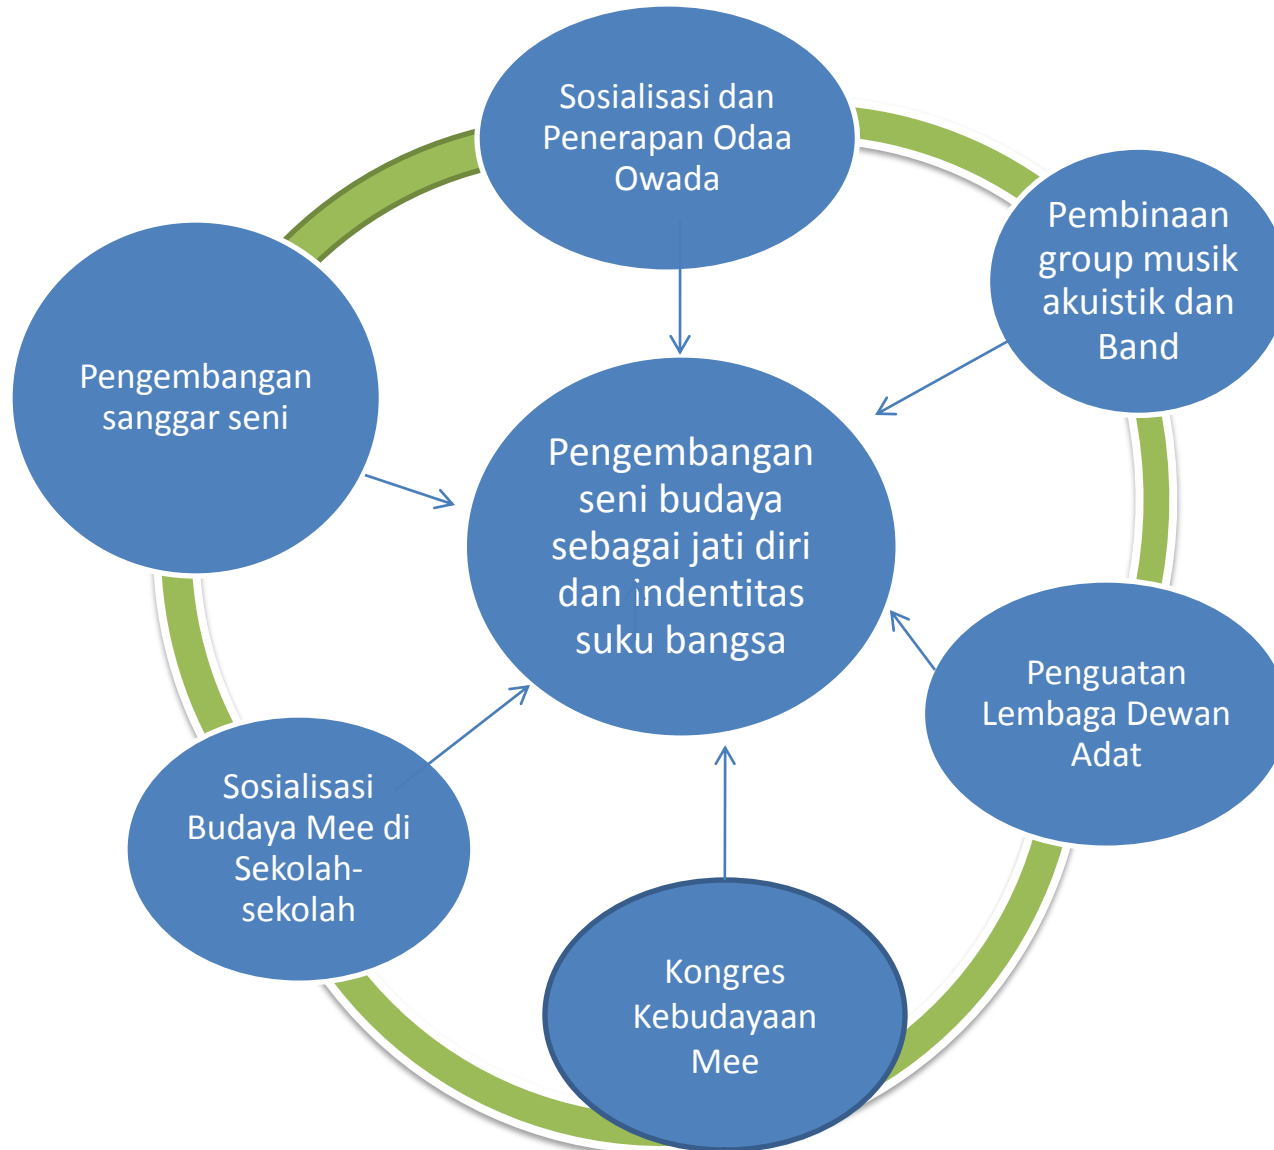 Sosialisasi dan
Penerapan Odaa
Owada
Pembinaan
group musik
akuistik dan
Band
Pengembangan
sanggar seni
Pengembangan
seni budaya
sebagai jati diri
dan indentitas
suku bangsa
Penguatan
Lembaga Dewan
Adat
Sosialisasi
Budaya Mee di
Sekolah-
sekolah
Kongres
Kebudayaan
Mee